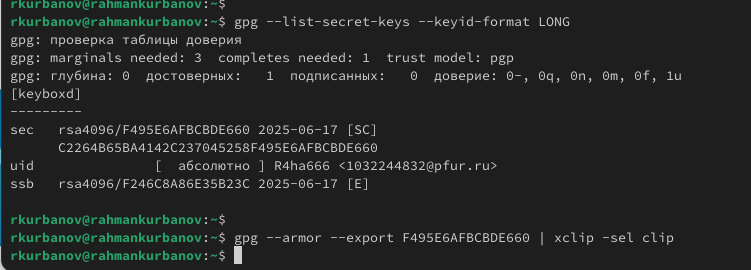 rkurbanov@rahmankurbanov:~$
rkurbanov@rahmankurbanov:~$ gpg --list-secret-keys --keyid-format LONG
gpg: проверка таблицы доверия
gpg: marginals needed: 3  completes needed: 1  trust model: pgp
gpg: глубина: 0  достоверных:   1  подписанных:   0  доверие: 0-, 0q, 0n, 0m, 0f, 1u
[keyboxd]
---------
sec   rsa4096/F495E6AFBCBDE660 2025-06-17 [SC]
      C2264B65BA4142C237045258F495E6AFBCBDE660
uid                 [  абсолютно ] R4ha666 <1032244832@pfur.ru>
ssb   rsa4096/F246C8A86E35B23C 2025-06-17 [E]
rkurbanov@rahmankurbanov:~$
rkurbanov@rahmankurbanov:~$ gpg --armor --export F495E6AFBCBDE660 | xclip -sel clip
rkurbanov@rahmankurbanov:~$